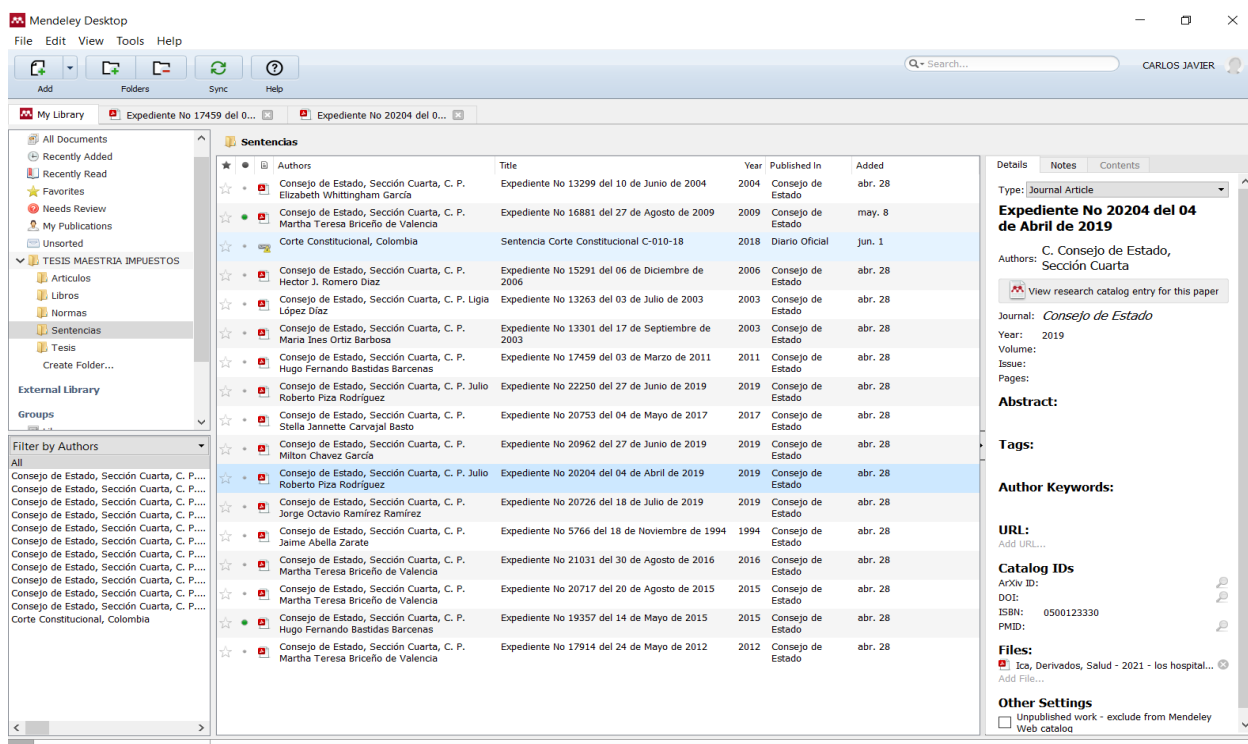 Mendeley Desktop
File Edit View Tools Help
Search...
CARLOS JAVIER
Add Folders Sync Help
My Library
Expediente No 17459 del 0...
Expediente No 20204 del 0...
All Documents
Recently Added
Recently Read
Favorites
Needs Review
My Publications
Unsorted
TESIS MAESTRIA IMPUESTOS
Articulos
Libros
Normas
Sentencias
Tesis
Create Folder...
External Library
Groups
Filter by Authors
All
Consejo de Estado, Sección Cuarta, C. P....
Consejo de Estado, Sección Cuarta, C. P....
Consejo de Estado, Sección Cuarta, C. P....
Consejo de Estado, Sección Cuarta, C. P....
Consejo de Estado, Sección Cuarta, C. P....
Consejo de Estado, Sección Cuarta, C. P....
Consejo de Estado, Sección Cuarta, C. P....
Consejo de Estado, Sección Cuarta, C. P....
Consejo de Estado, Sección Cuarta, C. P....
Consejo de Estado, Sección Cuarta, C. P....
Consejo de Estado, Sección Cuarta, C. P....
Corte Constitucional, Colombia
Sentencias
Authors Title Year Published In Added
Consejo de Estado, Sección Cuarta, C. P. Expediente No 13299 del 10 de Junio de 2004 2004 Consejo de abr. 28
Elizabeth Whittingham García Estado
Consejo de Estado, Sección Cuarta, C. P. Expediente No 16881 del 27 de Agosto de 2009 2009 Consejo de may. 8
Martha Teresa Briceño de Valencia Estado
Corte Constitucional, Colombia Sentencia Corte Constitucional C-010-18 2018 Diario Oficial jun. 1
Consejo de Estado, Sección Cuarta, C. P. Expediente No 15291 del 06 de Diciembre de 2006 Consejo de abr. 28
Hector J. Romero Diaz 2006 Estado
Consejo de Estado, Sección Cuarta, C. P. Ligia Expediente No 13263 del 03 de Julio de 2003 2003 Consejo de abr. 28
López Díaz Estado
Consejo de Estado, Sección Cuarta, C. P. Expediente No 13301 del 17 de Septiembre de 2003 Consejo de abr. 28
Maria Ines Ortiz Barbosa 2003 Estado
Consejo de Estado, Sección Cuarta, C. P. Expediente No 17459 del 03 de Marzo de 2011 2011 Consejo de abr. 28
Hugo Fernando Bastidas Barcenas Estado
Consejo de Estado, Sección Cuarta, C. P. Julio Expediente No 22250 del 27 de Junio de 2019 2019 Consejo de abr. 28
Roberto Piza Rodríguez Estado
Consejo de Estado, Sección Cuarta, C. P. Expediente No 20753 del 04 de Mayo de 2017 2017 Consejo de abr. 28
Stella Jannette Carvajal Basto Estado
Consejo de Estado, Sección Cuarta, C. P. Expediente No 20962 del 27 de Junio de 2019 2019 Consejo de abr. 28
Milton Chavez García Estado
Consejo de Estado, Sección Cuarta, C. P. Julio Expediente No 20204 del 04 de Abril de 2019 2019 Consejo de abr. 28
Roberto Piza Rodríguez Estado
Consejo de Estado, Sección Cuarta, C. P. Expediente No 20726 del 18 de Julio de 2019 2019 Consejo de abr. 28
Jorge Octavio Ramírez Ramírez Estado
Consejo de Estado, Sección Cuarta, C. P. Expediente No 5766 del 18 de Noviembre de 1994 1994 Consejo de abr. 28
Jaime Abella Zarate Estado
Consejo de Estado, Sección Cuarta, C. P. Expediente No 21031 del 30 de Agosto de 2016 2016 Consejo de abr. 28
Martha Teresa Briceño de Valencia Estado
Consejo de Estado, Sección Cuarta, C. P. Expediente No 20717 del 20 de Agosto de 2015 2015 Consejo de abr. 28
Martha Teresa Briceño de Valencia Estado
Consejo de Estado, Sección Cuarta, C. P. Expediente No 19357 del 14 de Mayo de 2015 2015 Consejo de abr. 28
Hugo Fernando Bastidas Barcenas Estado
Consejo de Estado, Sección Cuarta, C. P. Expediente No 17914 del 24 de Mayo de 2012 2012 Consejo de abr. 28
Martha Teresa Briceño de Valencia Estado
Details Notes Contents
Type: Journal Article
Expediente No 20204 del 04
de Abril de 2019
Authors: C. Consejo de Estado,
Sección Cuarta
View research catalog entry for this paper
Journal: Consejo de Estado
Year: 2019
Volume:
Issue:
Pages:
Abstract:
Tags:
Author Keywords:
URL:
Add URL...
Catalog IDs
ArXiv ID:
DOI:
ISBN: 0500123330
PMID:
Files:
Ica, Derivados, Salud - 2021 - los hospital...
Add File...
Other Settings
Unpublished work - exclude from Mendeley
Web catalog